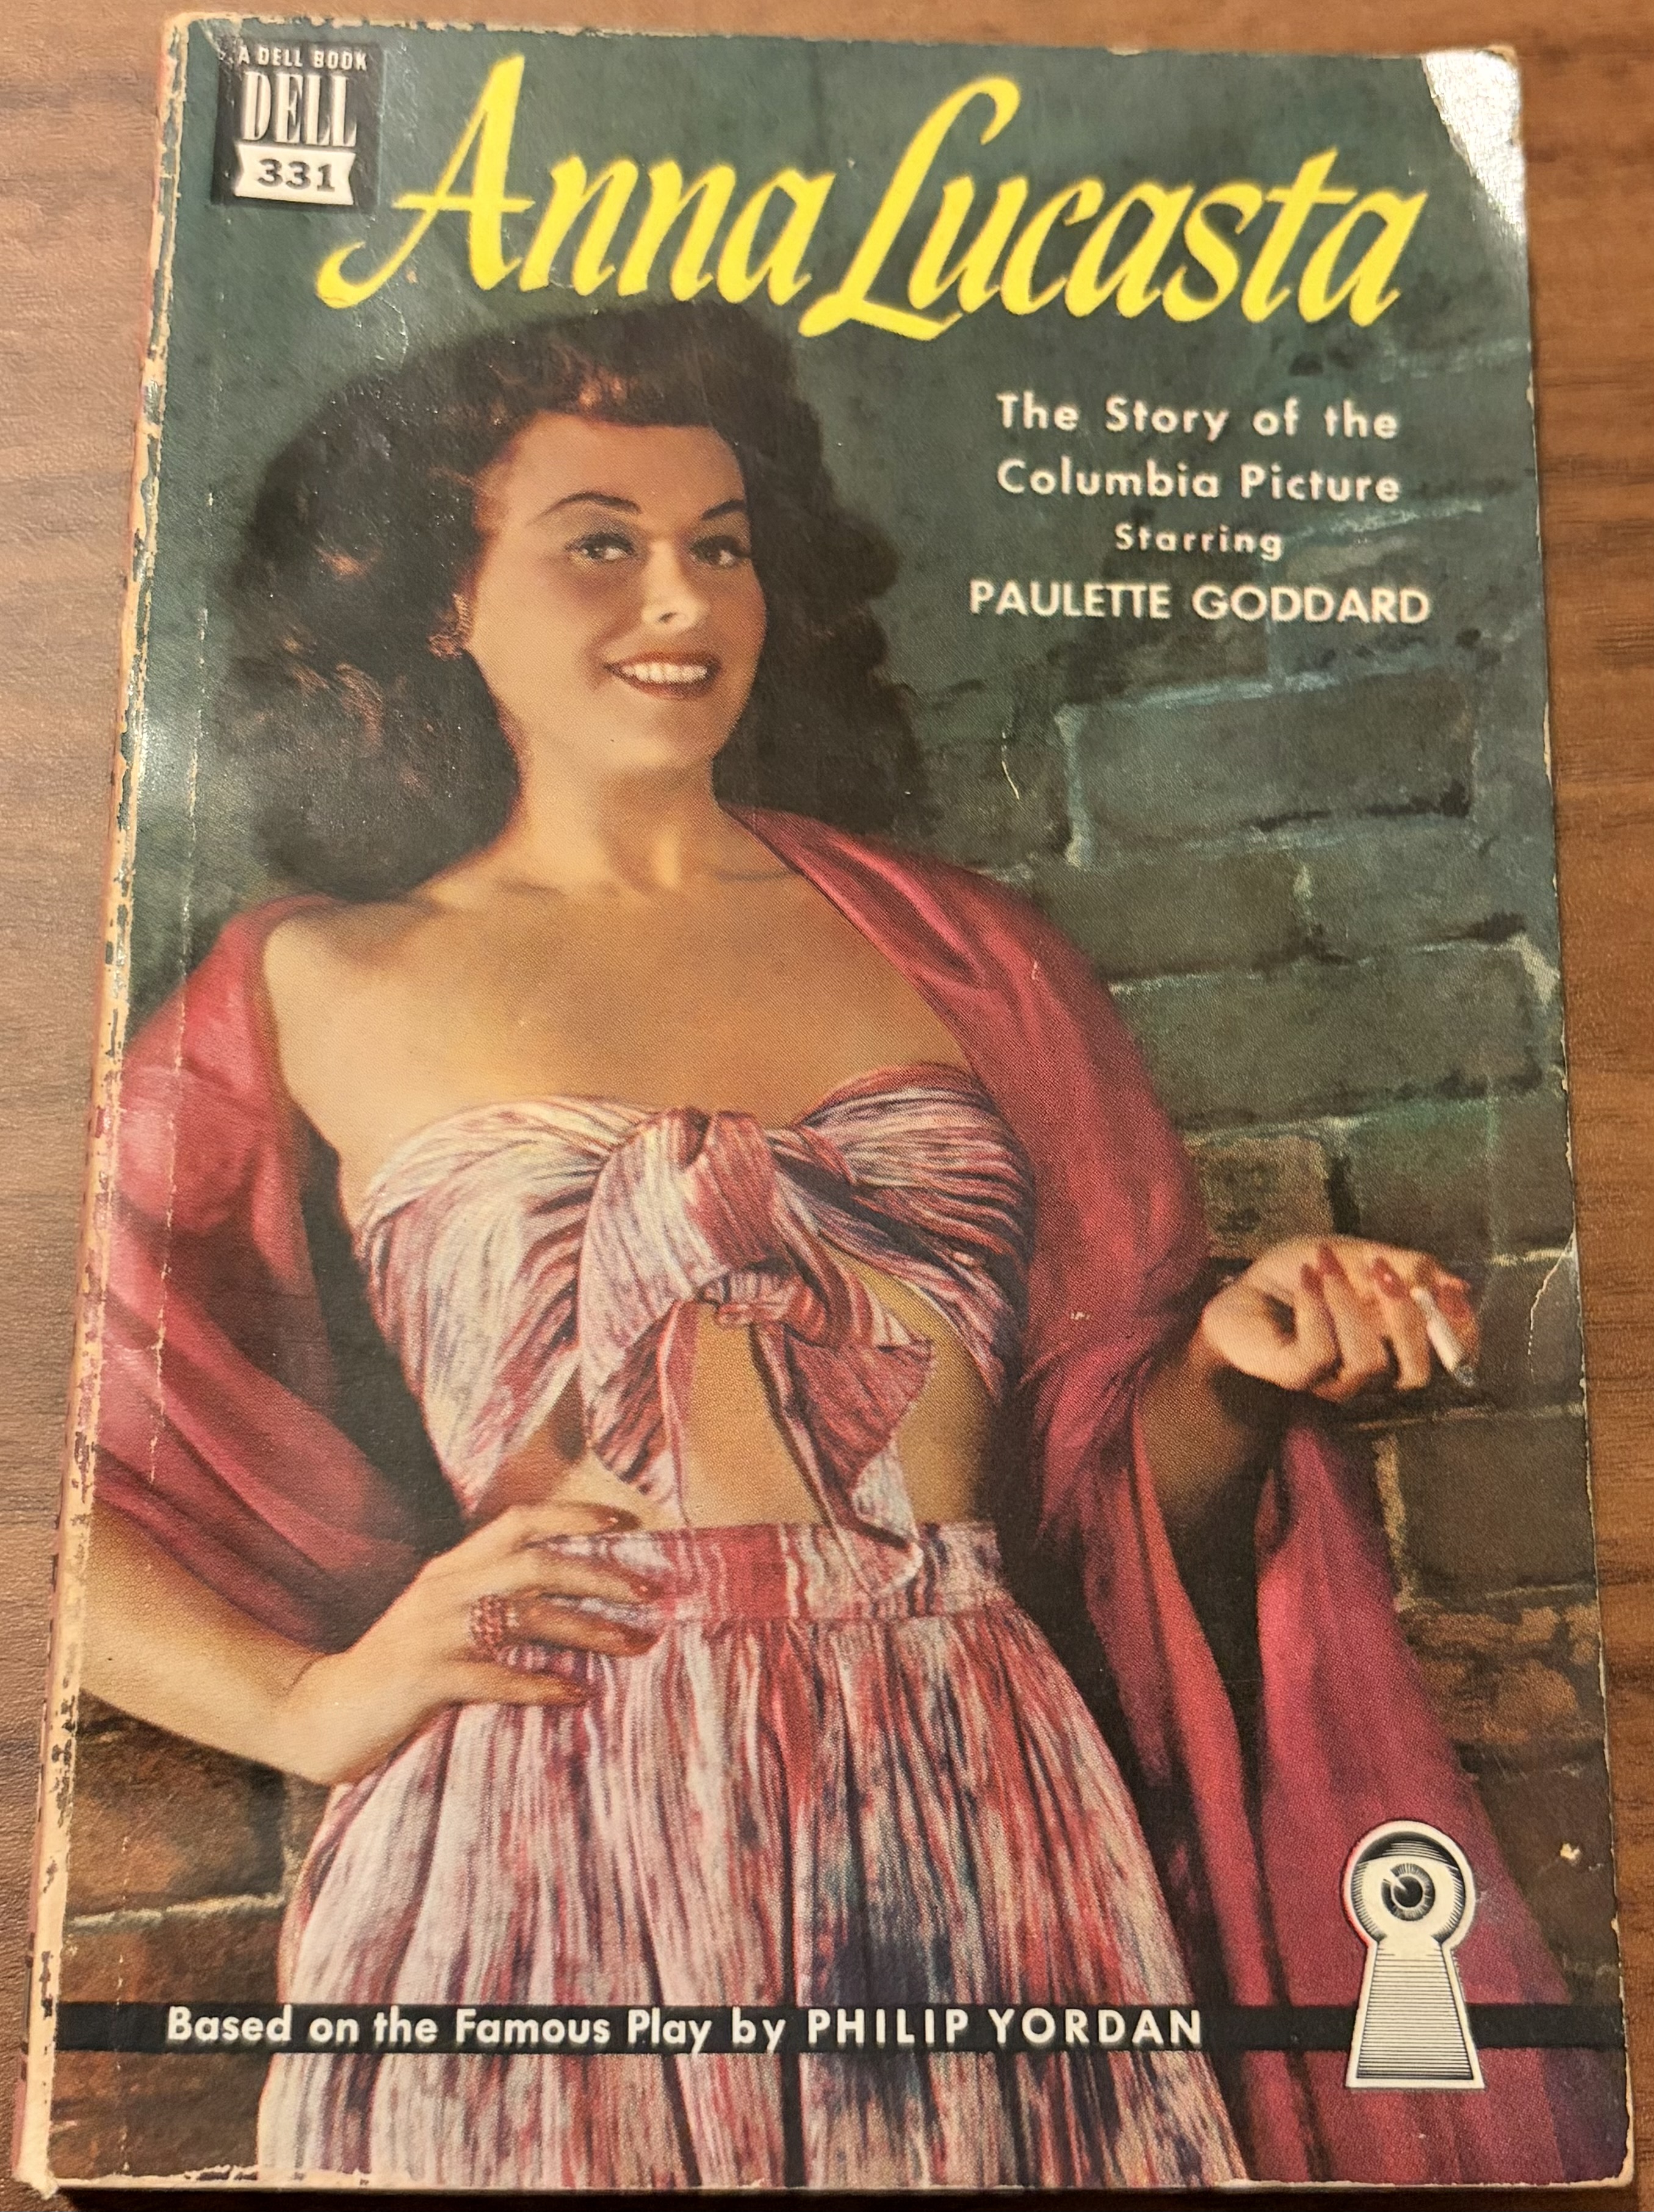 A DELL BOOK
DELL
331
Anna Lucasta
The Story of the
Columbia Picture
Starring
PAULETTE GODDARD
Based on the Famous Play by PHILIP YORDAN